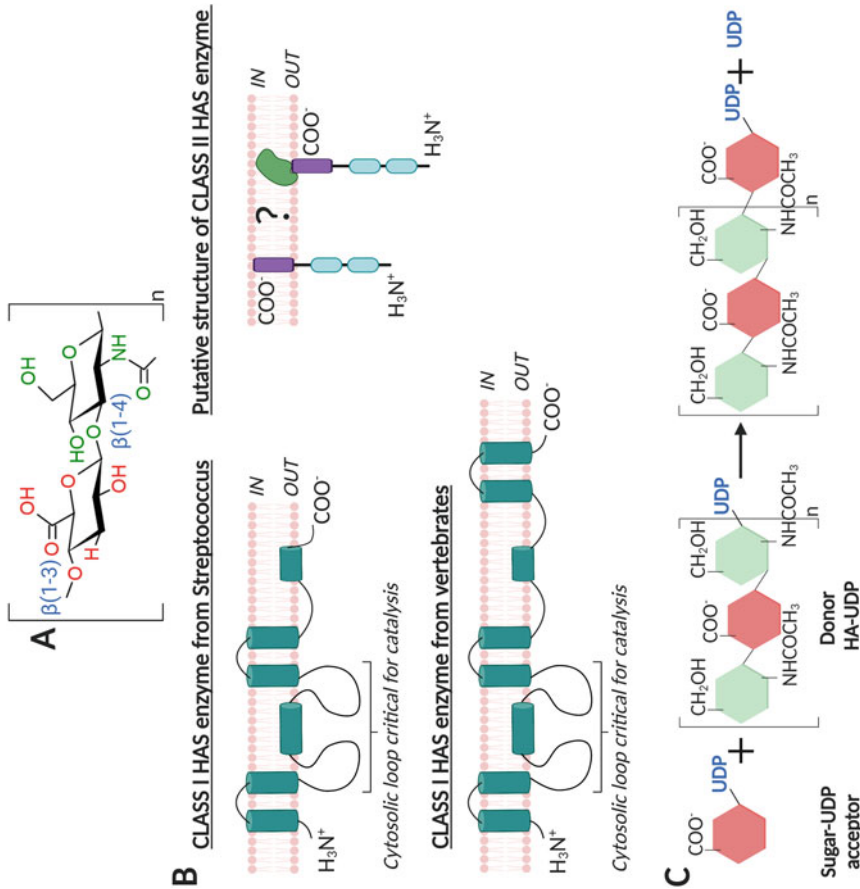 A
β(1-3)
OH
O
O
H
OH
O
β(1-4)
HO
OH
O
NH
O
n
B
CLASS I HAS enzyme from Streptococcus
IN
OUT
H₃N⁺
COO⁻
Cytosolic loop critical for catalysis
Putative structure of CLASS II HAS enzyme
IN
OUT
COO⁻
?
COO⁻
H₃N⁺
H₃N⁺
CLASS I HAS enzyme from vertebrates
IN
OUT
H₃N⁺
COO⁻
Cytosolic loop critical for catalysis
C
COO⁻
UDP
+
CH₂OH
COO⁻
CH₂OH
UDP
NHCOCH₃
NHCOCH₃
n
CH₂OH
COO⁻
CH₂OH
COO⁻
UDP
+
UDP
NHCOCH₃
NHCOCH₃
n
Sugar-UDP
acceptor
Donor
HA-UDP